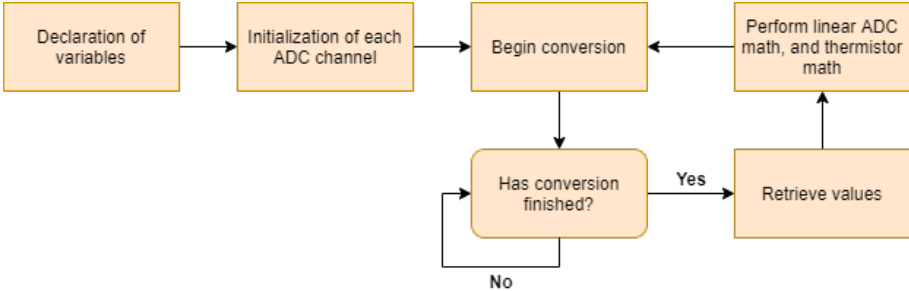 Declaration of
variables
Initialization of each
ADC channel
Begin conversion
Perform linear ADC
math, and thermistor
math
Has conversion
finished?
Yes
Retrieve values
No